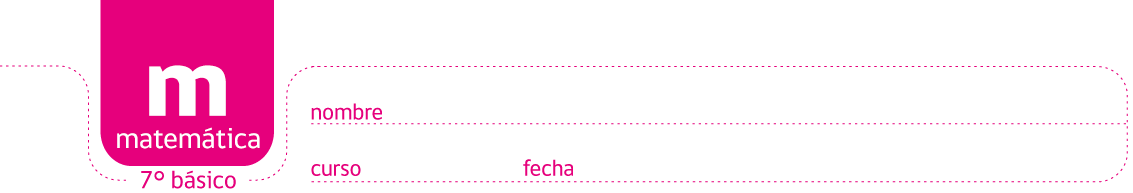 m
matemática
7° básico
nombre
curso fecha